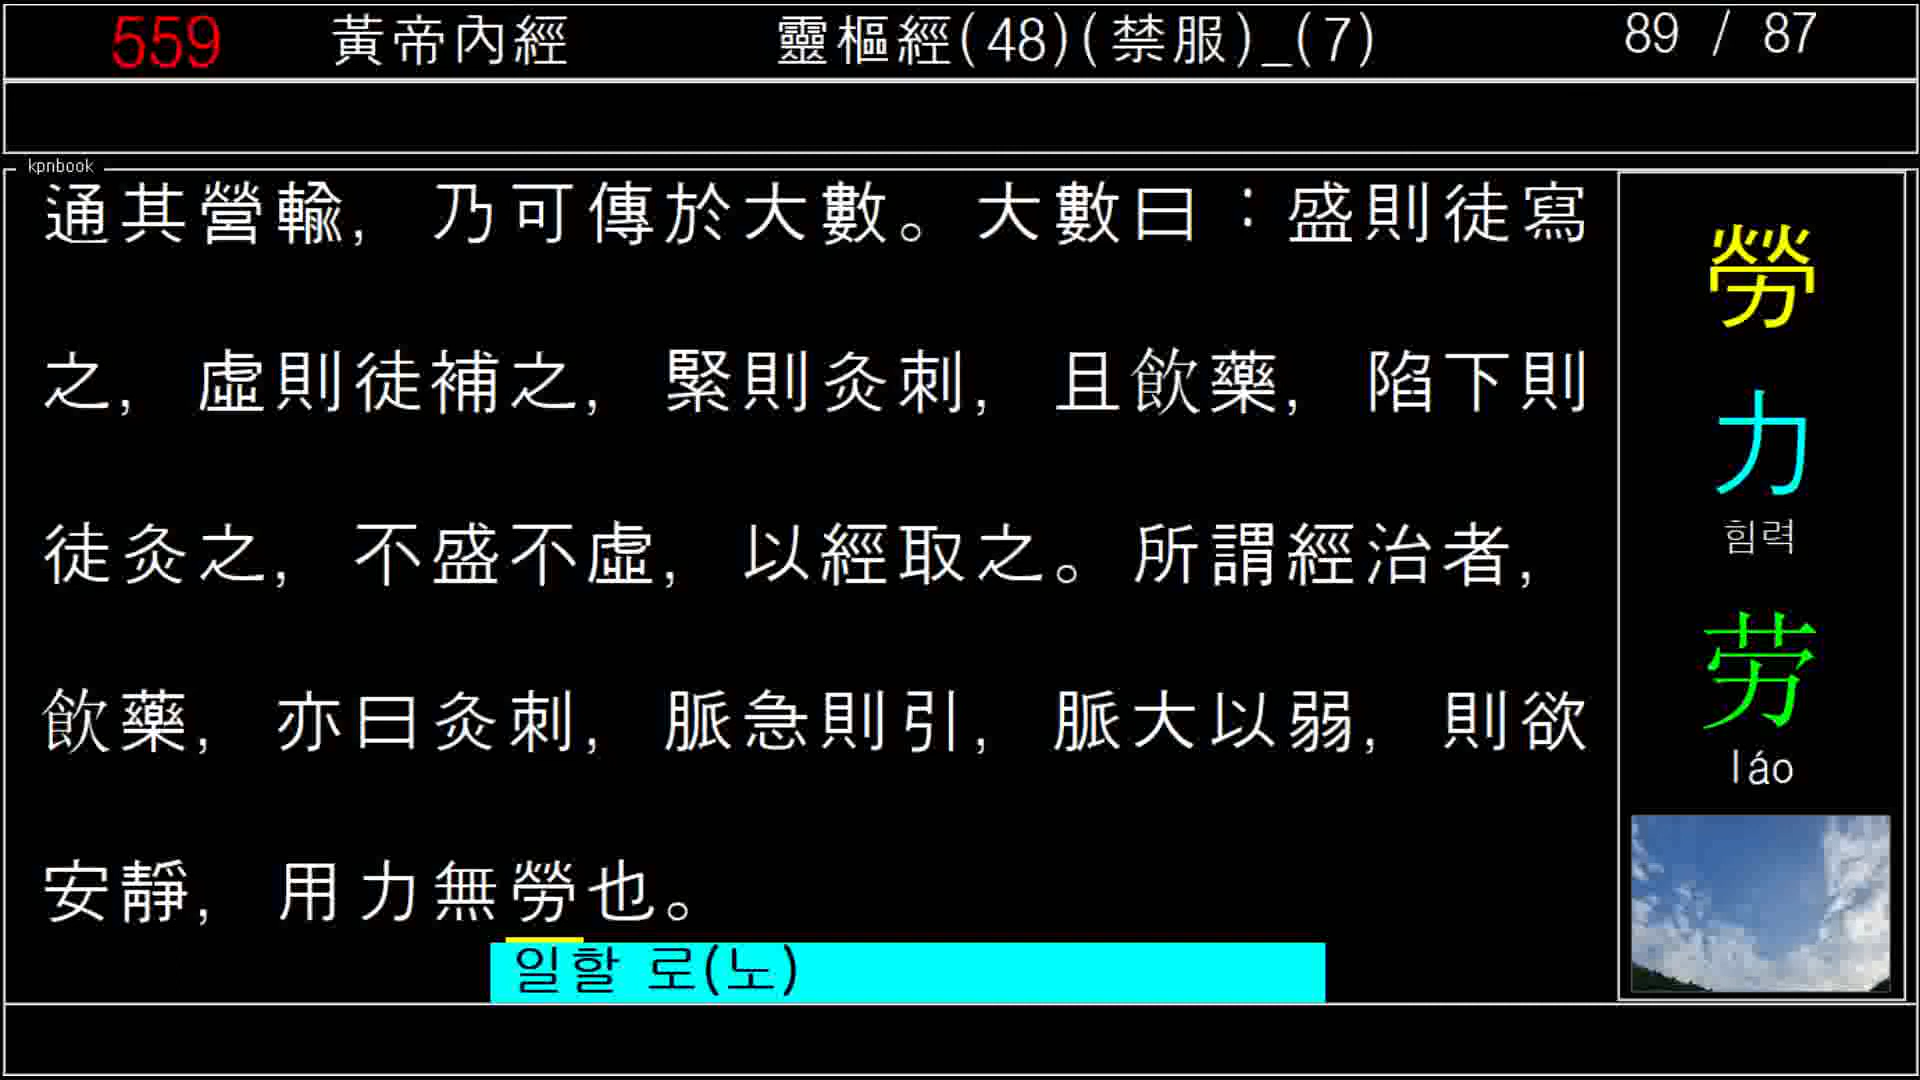 559 黃帝內經 靈樞經(48)(禁服)_(7) 89 / 87
kpnbook
通其營輸, 乃可傳於大數。大數曰：盛則徒寫
之, 虛則徒補之, 緊則灸刺, 且飮藥, 陷下則
徒灸之, 不盛不虛, 以經取之。所謂經治者,
飮藥, 亦曰灸刺, 脈急則引, 脈大以弱, 則欲
安靜, 用力無勞也。
일할 로(노)
勞
力
힘력
劳
láo